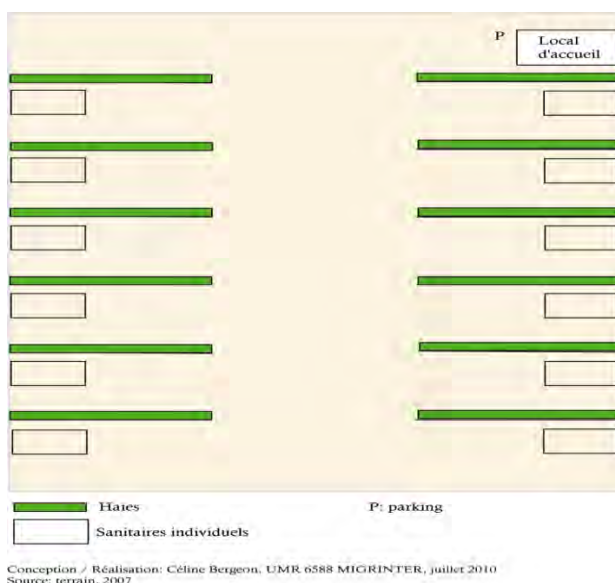 P
Local
d'accueil
Haies
P: parking
Sanitaires individuels
Conception / Réalisation: Céline Bergeon, UMR 6588 MIGRINTER, juillet 2010
Source: terrain, 2007